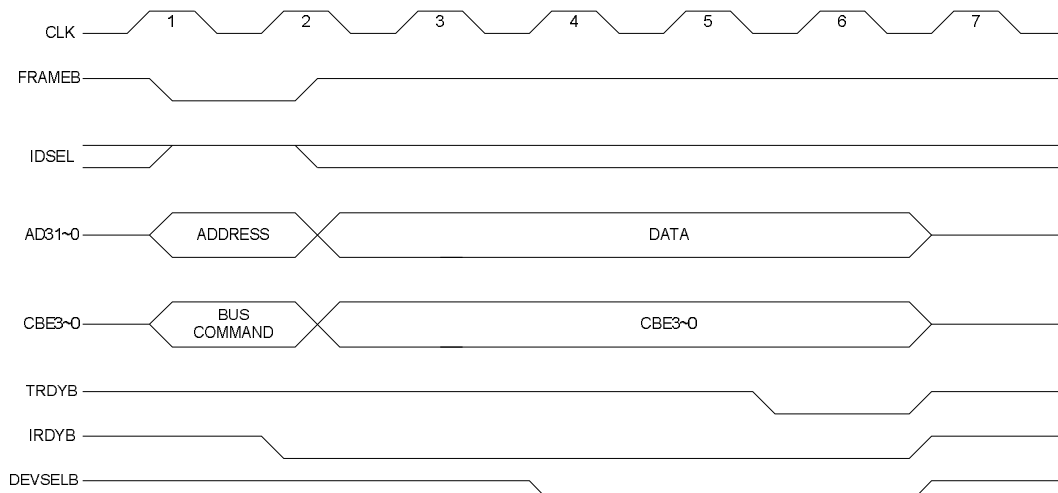 CLK 1 2 3 4 5 6 7
FRAMEB
IDSEL
AD31~0 ADDRESS DATA
CBE3~0 BUS COMMAND CBE3~0
TRDYB
IRDYB
DEVSELB